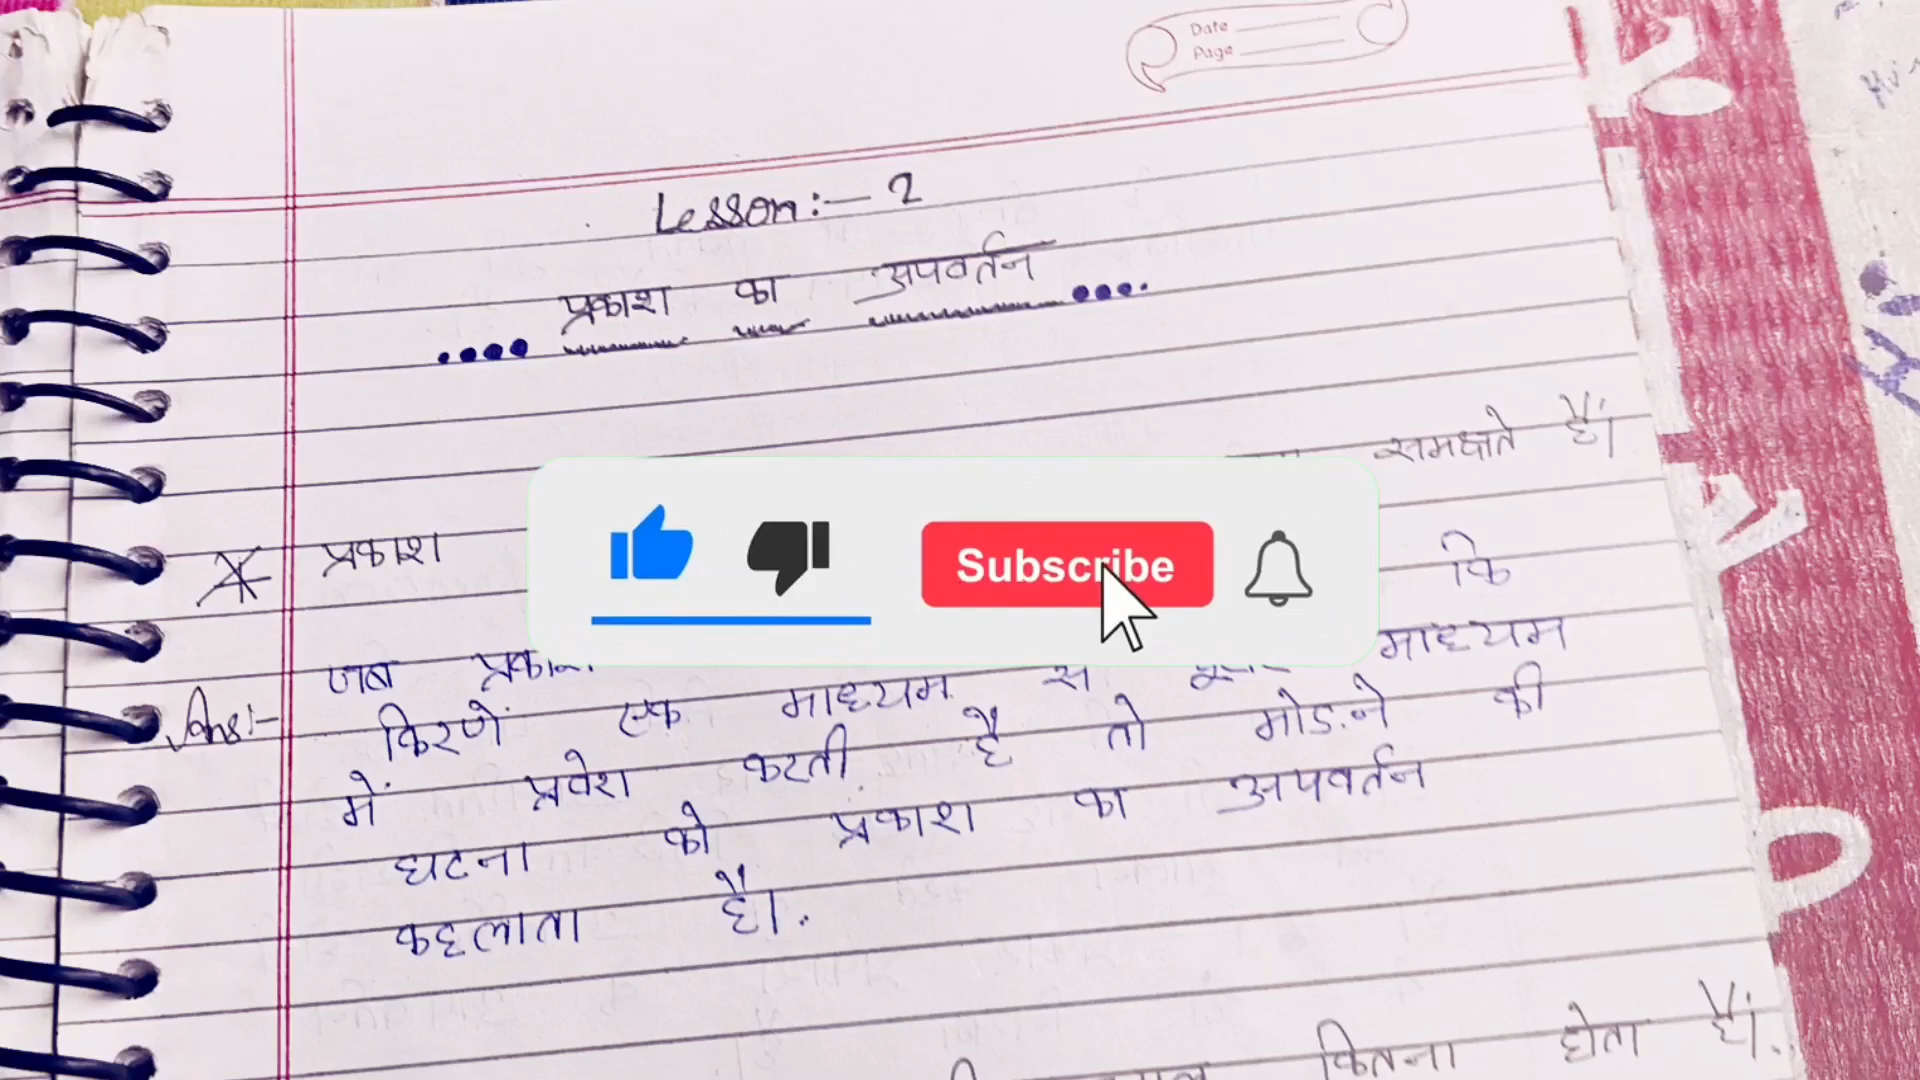 Date
Page
Lesson:- 2
प्रकाश का अपवर्तन
समझते हैं।
प्रकाश
Subscribe
कि
Ans:- जब
किरणें एक माध्यम से माध्यम
में प्रवेश करती है तो मोड.ने की
घटना को प्रकाश का अपवर्तन
कहलाता है।.
कितना होता है।.